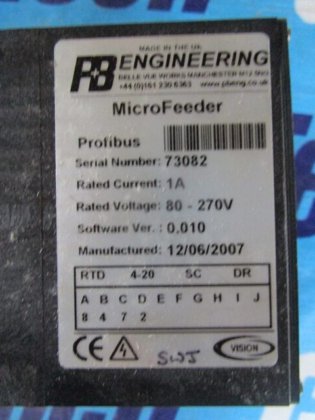 MADE IN THE UK
P&B ENGINEERING
BELLE VUE WORKS MANCHESTER M12 5NG
+44 (0)161 230 6363 www.pbeng.co.uk
MicroFeeder
Profibus
Serial Number: 73082
Rated Current: 1A
Rated Voltage: 80 - 270V
Software Ver. : 0.010
Manufactured: 12/06/2007
RTD 4-20 SC DR
A B C D E F G H I J
8 4 7 2
CE SWJ VISION